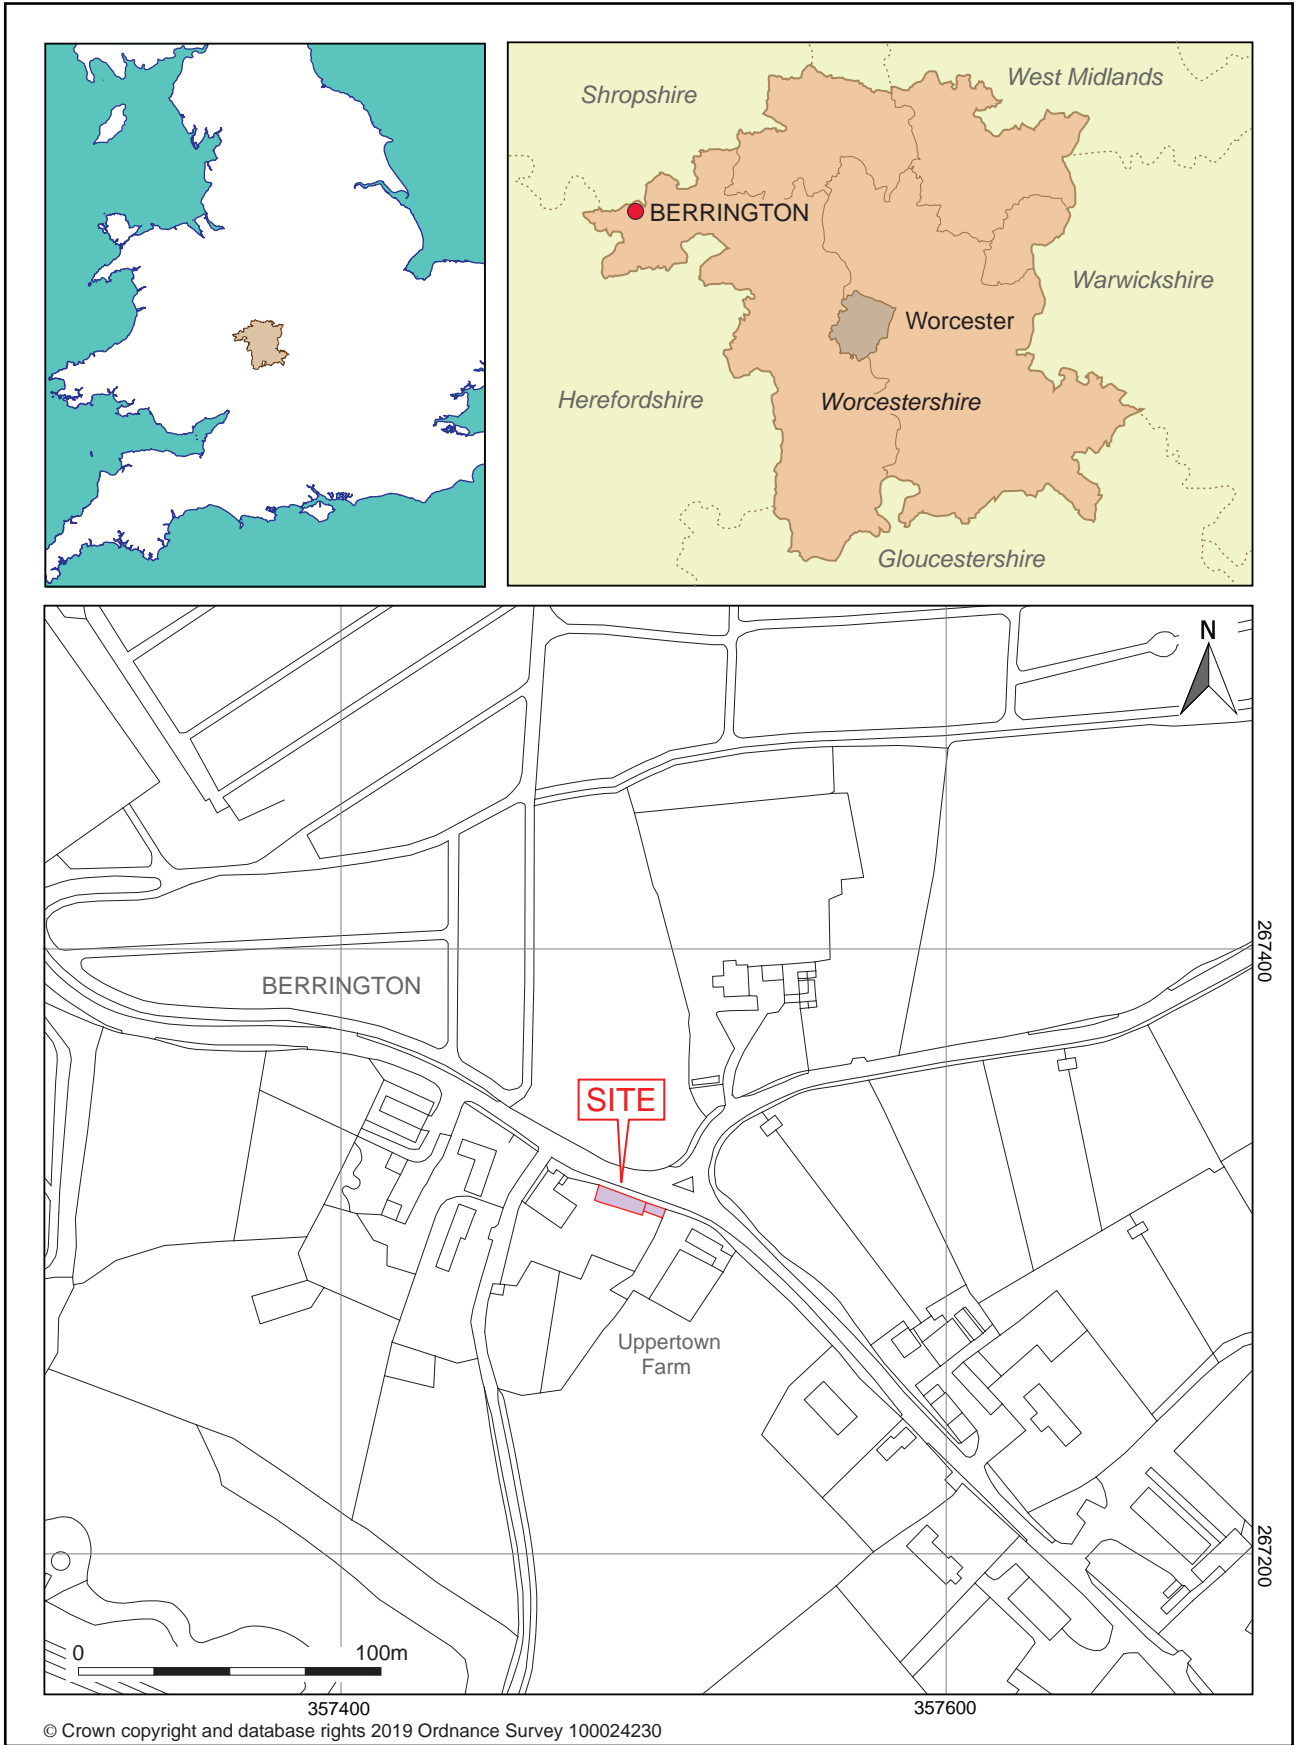 Shropshire
West Midlands
BERRINGTON
Warwickshire
Worcester
Herefordshire
Worcestershire
Gloucestershire
N
267400
BERRINGTON
SITE
Uppertown
Farm
267200
0 100m
357400
357600
© Crown copyright and database rights 2019 Ordnance Survey 100024230